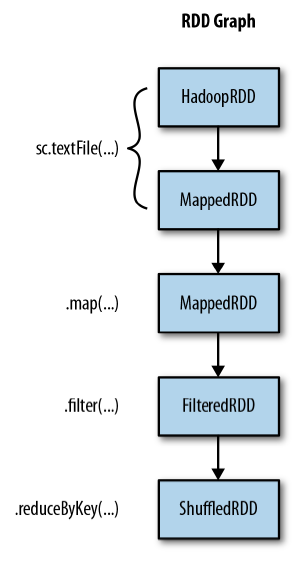 RDD Graph
HadoopRDD
sc.textFile(...)
MappedRDD
.map(...)
MappedRDD
.filter(...)
FilteredRDD
.reduceByKey(...)
ShuffledRDD